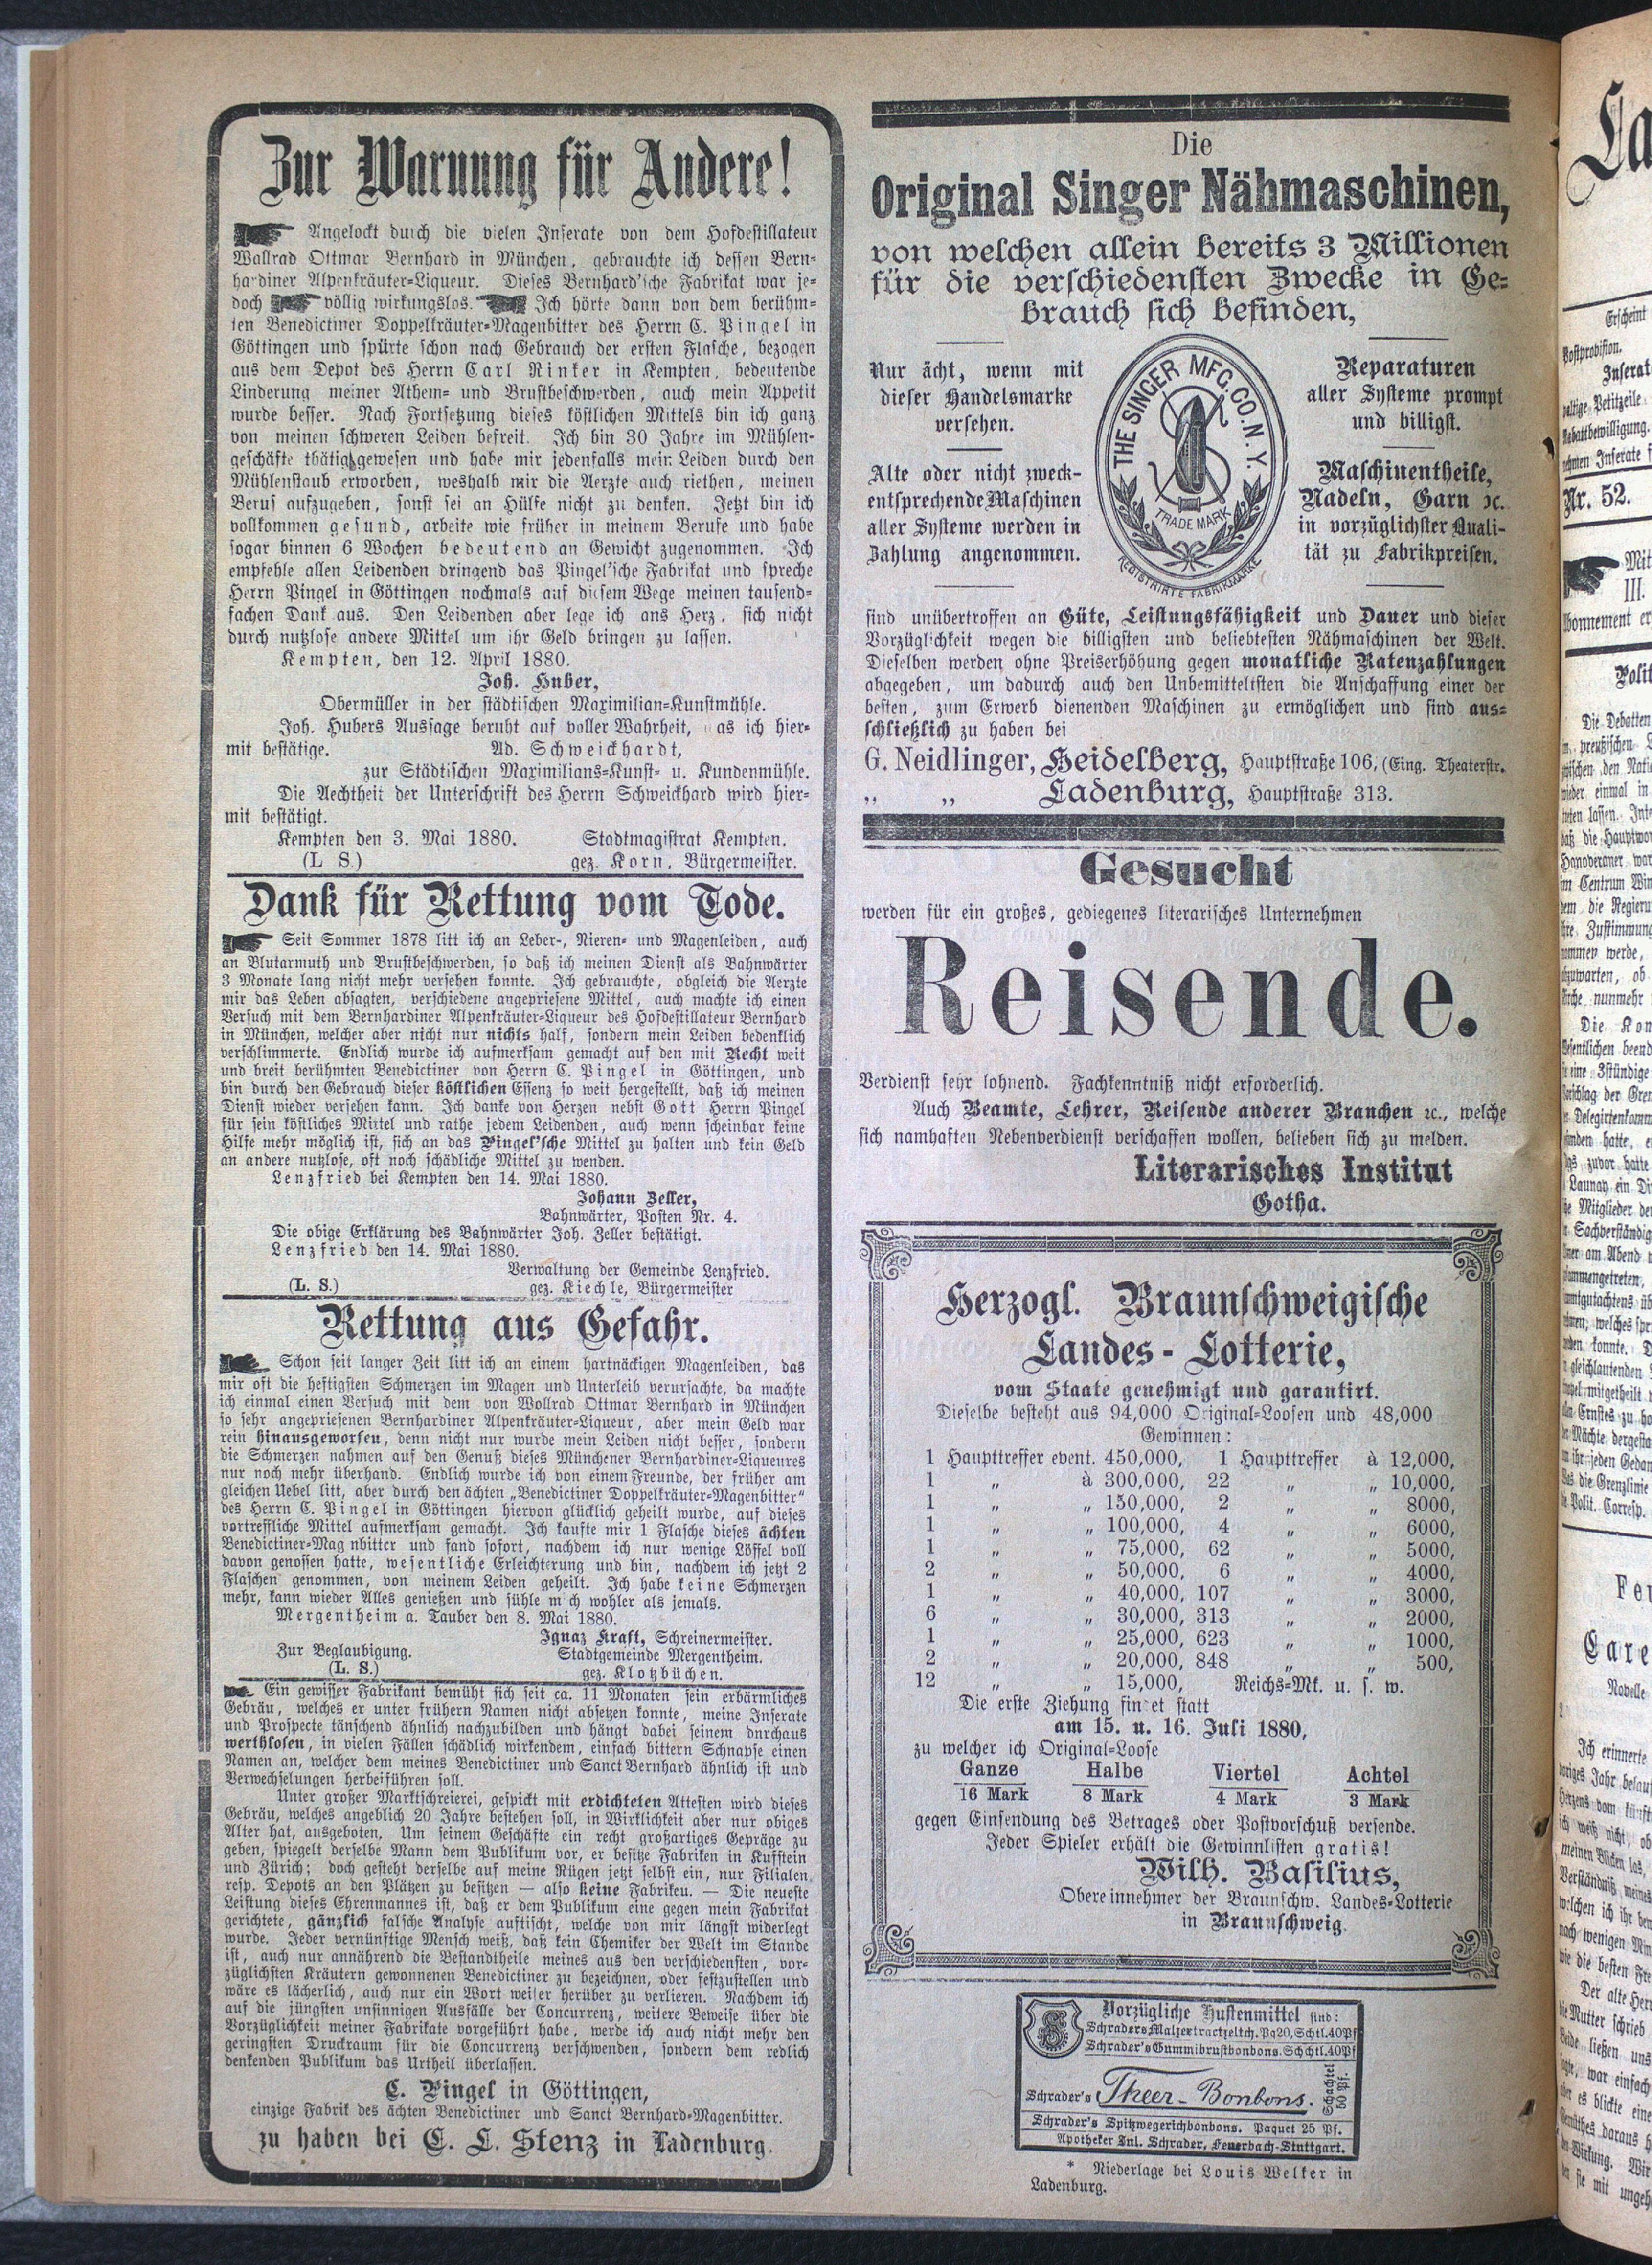 Zur Warnung für Andere!
Angelockt durch die vielen Inserate von dem Hofdestillateur
Wallrad Ottmar Bernhard in München, gebrauchte ich dessen Bern-
hardiner Alpenkräuter-Liqueur. Dieses Bernhard'sche Fabrikat war je-
doch völlig wirkungslos. Ich hörte dann von dem berühm-
ten Benedictiner Doppelkräuter-Magenbitter des Herrn C. Pingel in
Göttingen und spürte schon nach Gebrauch der ersten Flasche, bezogen
aus dem Depot des Herrn Carl Rinker in Kempten, bedeutende
Linderung meiner Athem- und Brustbeschwerden, auch mein Appetit
wurde besser. Nach Fortsetzung dieses köstlichen Mittels bin ich ganz
von meinen schweren Leiden befreit. Ich bin 30 Jahre im Mühlen-
geschäfte thätig gewesen und habe mir jedenfalls mein Leiden durch den
Mühlenstaub erworben, weshalb mir die Aerzte auch riethen, meinen
Beruf aufzugeben, sonst sei an Hülfe nicht zu denken. Jetzt bin ich
vollkommen gesund, arbeite wie früher in meinem Berufe und habe
sogar binnen 6 Wochen bedeutend an Gewicht zugenommen. Ich
empfehle allen Leidenden dringend das Pingel'sche Fabrikat und spreche
Herrn Pingel in Göttingen nochmals auf diesem Wege meinen tausend-
fachen Dank aus. Den Leidenden aber lege ich ans Herz, sich nicht
durch nutzlose andere Mittel um ihr Geld bringen zu lassen.
Kempten, den 12. April 1880.
Joh. Huber,
Obermüller in der städtischen Maximilian-Kunstmühle.
Joh. Hubers Aussage beruht auf voller Wahrheit, as ich hier-
mit bestätige. Ad. Schweickhardt,
zur Städtischen Maximilians-Kunst- u. Kundenmühle.
Die Aechtheit der Unterschrift des Herrn Schweickhard wird hier-
mit bestätigt.
Kempten den 3. Mai 1880. Stadtmagistrat Kempten.
(L S.) gez. Korn, Bürgermeister.
Dank für Rettung vom Tode.
Seit Sommer 1878 litt ich an Leber-, Nieren- und Magenleiden, auch
an Blutarmuth und Brustbeschwerden, so daß ich meinen Dienst als Bahnwärter
3 Monate lang nicht mehr versehen konnte. Ich gebrauchte, obgleich die Aerzte
mir das Leben absagten, verschiedene angepriesene Mittel, auch machte ich einen
Versuch mit dem Bernhardiner Alpenkräuter-Liqueur des Hofdestillateur Bernhard
in München, welcher aber nicht nur nichts half, sondern mein Leiden bedenklich
verschlimmerte. Endlich wurde ich aufmerksam gemacht auf den mit Recht weit
und breit berühmten Benedictiner von Herrn C. Pingel in Göttingen, und
bin durch den Gebrauch dieser köstlichen Essenz so weit hergestellt, daß ich meinen
Dienst wieder versehen kann. Ich danke von Herzen nebst Gott Herrn Pingel
für sein köstliches Mittel und rathe jedem Leidenden, auch wenn scheinbar keine
Hilfe mehr möglich ist, sich an das Pingel'sche Mittel zu halten und kein Geld
an andere nutzlose, oft noch schädliche Mittel zu wenden.
Lenzfried bei Kempten den 14. Mai 1880.
Johann Zeller,
Bahnwärter, Posten Nr. 4.
Die obige Erklärung des Bahnwärter Joh. Zeller bestätigt.
Lenzfried den 14. Mai 1880.
Verwaltung der Gemeinde Lenzfried.
(L. S.) gez. Kiechle, Bürgermeister
Rettung aus Gefahr.
Schon seit langer Zeit litt ich an einem hartnäckigen Magenleiden, das
mir oft die heftigsten Schmerzen im Magen und Unterleib verursachte, da machte
ich einmal einen Versuch mit dem von Wollrad Ottmar Bernhard in München
so sehr angepriesenen Bernhardiner Alpenkräuter-Liqueur, aber mein Geld war
rein hinausgeworfen, denn nicht nur wurde mein Leiden nicht besser, sondern
die Schmerzen nahmen auf den Genuß dieses Münchener Bernhardiner-Liqueures
nur noch mehr überhand. Endlich wurde ich von einem Freunde, der früher am
gleichen Uebel litt, aber durch den ächten „Benedictiner Doppelkräuter-Magenbitter“
des Herrn C. Pingel in Göttingen hiervon glücklich geheilt wurde, auf dieses
vortreffliche Mittel aufmerksam gemacht. Ich kaufte mir 1 Flasche dieses ächten
Benedictiner-Mag nbitter und fand sofort, nachdem ich nur wenige Löffel voll
davon genossen hatte, wesentliche Erleichterung und bin, nachdem ich jetzt 2
Flaschen genommen, von meinem Leiden geheilt. Ich habe keine Schmerzen
mehr, kann wieder Alles genießen und fühle m ch wohler als jemals.
Mergentheim a. Tauber den 8. Mai 1880.
Ignaz Kraft, Schreinermeister.
Zur Beglaubigung. Stadtgemeinde Mergentheim.
(L. S.) gez. Klotzbüchen.
Ein gewisser Fabrikant bemüht sich seit ca. 11 Monaten sein erbärmliches
Gebräu, welches er unter frühern Namen nicht absetzen konnte, meine Inserate
und Prospecte täuschend ähnlich nachzubilden und hängt dabei seinem durchaus
werthlosen, in vielen Fällen schädlich wirkendem, einfach bittern Schnapse einen
Namen an, welcher dem meines Benedictiner und Sanct Bernhard ähnlich ist und
Verwechselungen herbeiführen soll.
Unter großer Marktschreierei, gespickt mit erdichteten Attesten wird dieses
Gebräu, welches angeblich 20 Jahre bestehen soll, in Wirklichkeit aber nur obiges
Alter hat, ausgeboten. Um seinem Geschäfte ein recht großartiges Gepräge zu
geben, spiegelt derselbe Mann dem Publikum vor, er besitze Fabriken in Kufstein
und Zürich; doch gesteht derselbe auf meine Rügen jetzt selbst ein, nur Filialen,
resp. Depots an den Plätzen zu besitzen — also keine Fabriken. — Die neueste
Leistung dieses Ehrenmannes ist, daß er dem Publikum eine gegen mein Fabrikat
gerichtete, gänzlich falsche Analyse auftischt, welche von mir längst widerlegt
wurde. Jeder vernünftige Mensch weiß, daß kein Chemiker der Welt im Stande
ist, auch nur annährend die Bestandtheile meines aus den verschiedensten, vor-
züglichsten Kräutern gewonnenen Benedictiner zu bezeichnen, oder festzustellen und
wäre es lächerlich, auch nur ein Wort weiter herüber zu verlieren. Nachdem ich
auf die jüngsten unsinnigen Ausfälle der Concurrenz, weitere Beweise über die
Vorzüglichkeit meiner Fabrikate vorgeführt habe, werde ich auch nicht mehr den
geringsten Druckraum für die Concurrenz verschwenden, sondern dem redlich
denkenden Publikum das Urtheil überlassen.
C. Pingel in Göttingen,
einzige Fabrik des ächten Benedictiner und Sanct Bernhard-Magenbitter.
zu haben bei C. L. Stenz in Ladenburg.
Die
Original Singer Nähmaschinen,
von welchen allein bereits 3 Millionen
für die verschiedensten Zwecke in Ge-
brauch sich befinden,
Nur ächt, wenn mit
dieser Handelsmarke
versehen.
Alte oder nicht zweck-
entsprechende Maschinen
aller Systeme werden in
Zahlung angenommen.
THE SINGER MFG. CO. N. Y.
TRADE MARK
REGISTRIRTE FABRIKMARKE
Reparaturen
aller Systeme prompt
und billigst.
Maschinentheile,
Nadeln, Garn ꝛc.
in vorzüglichster Quali-
tät zu Fabrikpreisen.
sind unübertroffen an Güte, Leistungsfähigkeit und Dauer und dieser
Vorzüglichkeit wegen die billigsten und beliebtesten Nähmaschinen der Welt.
Dieselben werden ohne Preiserhöhung gegen monatliche Ratenzahlungen
abgegeben, um dadurch auch den Unbemitteltsten die Anschaffung einer der
besten, zum Erwerb dienenden Maschinen zu ermöglichen und sind aus-
schließlich zu haben bei
G. Neidlinger, Heidelberg, Hauptstraße 106, (Eing. Theaterstr.
„ „ Ladenburg, Hauptstraße 313.
Gesucht
werden für ein großes, gediegenes literarisches Unternehmen
Reisende.
Verdienst sehr lohnend. Fachkenntniß nicht erforderlich.
Auch Beamte, Lehrer, Reisende anderer Branchen ꝛc., welche
sich namhaften Nebenverdienst verschaffen wollen, belieben sich zu melden.
Literarisches Institut
Gotha.
Herzogl. Braunschweigische
Landes-Lotterie,
vom Staate genehmigt und garantirt.
Dieselbe besteht aus 94,000 Original-Loosen und 48,000
Gewinnen:
1 Haupttreffer event. 450,000, 1 Haupttreffer à 12,000,
1 „ à 300,000, 22 „ „ 10,000,
1 „ „ 150,000, 2 „ „ 8000,
1 „ „ 100,000, 4 „ „ 6000,
1 „ „ 75,000, 62 „ „ 5000,
2 „ „ 50,000, 6 „ „ 4000,
1 „ „ 40,000, 107 „ „ 3000,
6 „ „ 30,000, 313 „ „ 2000,
1 „ „ 25,000, 623 „ „ 1000,
2 „ „ 20,000, 848 „ „ 500,
12 „ „ 15,000, Reichs-Mk. u. s. w.
Die erste Ziehung findet statt
am 15. u. 16. Juli 1880,
zu welcher ich Original-Loose
Ganze Halbe Viertel Achtel
16 Mark 8 Mark 4 Mark 3 Mark
gegen Einsendung des Betrages oder Postvorschuß versende.
Jeder Spieler erhält die Gewinnlisten gratis!
Wilh. Basilius,
Obereinnehmer der Braunschw. Landes-Lotterie
in Braunschweig.
Vorzügliche Hustenmittel sind:
Schraders Malzextractzeltch. Pq 20, Schtl. 40 Pf
Schrader's Gummibrustbonbons. Schchtl. 40 Pf
Schrader's Theer-Bonbons. Schachtel 50 Pf.
Schrader's Spitzwegerichbonbons. Paquet 25 Pf.
Apotheker Jul. Schrader, Feuerbach-Stuttgart.
* Niederlage bei Louis Welker in
Ladenburg.
Erscheint
Postprovision.
Nr. 52.
III.